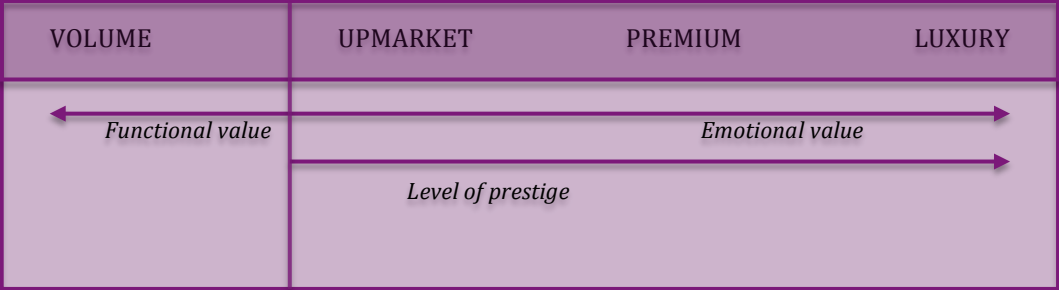 VOLUME UPMARKET PREMIUM LUXURY
Functional value Emotional value
Level of prestige